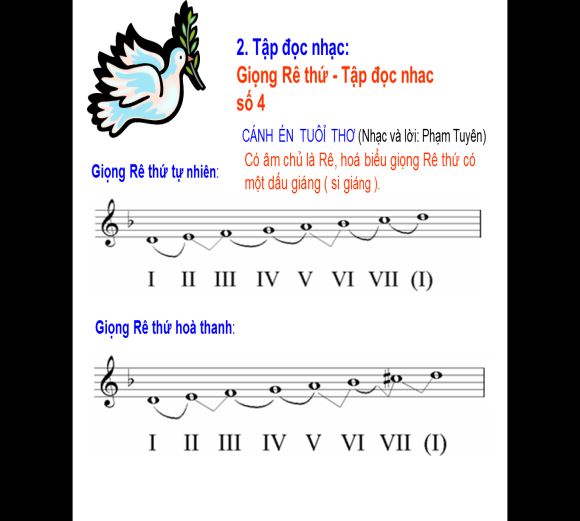 2. Tập đọc nhạc:
Giọng Rê thứ - Tập đọc nhac
số 4
CÁNH ÉN TUỔI THƠ (Nhạc và lời: Phạm Tuyên)
Có âm chủ là Rê, hoá biểu giọng Rê thứ có
một dấu giáng ( si giáng ).
Giọng Rê thứ tự nhiên:
I II III IV V VI VII (I)
Giọng Rê thứ hoà thanh:
I II III IV V VI VII (I)